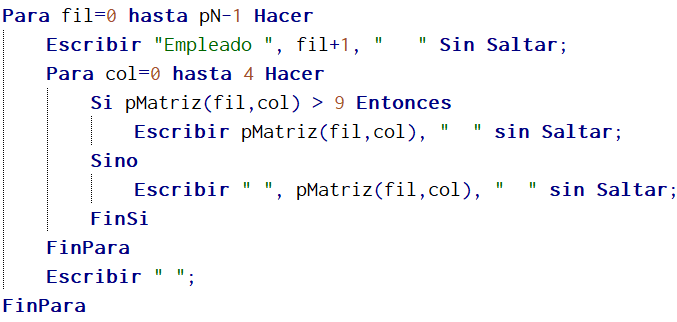 Para fil=0 hasta pN-1 Hacer
    Escribir "Empleado ", fil+1, "   " Sin Saltar;
    Para col=0 hasta 4 Hacer
        Si pMatriz(fil,col) > 9 Entonces
            Escribir pMatriz(fil,col), "  " sin Saltar;
        Sino
            Escribir " ", pMatriz(fil,col), "  " sin Saltar;
        FinSi
    FinPara
    Escribir " ";
FinPara